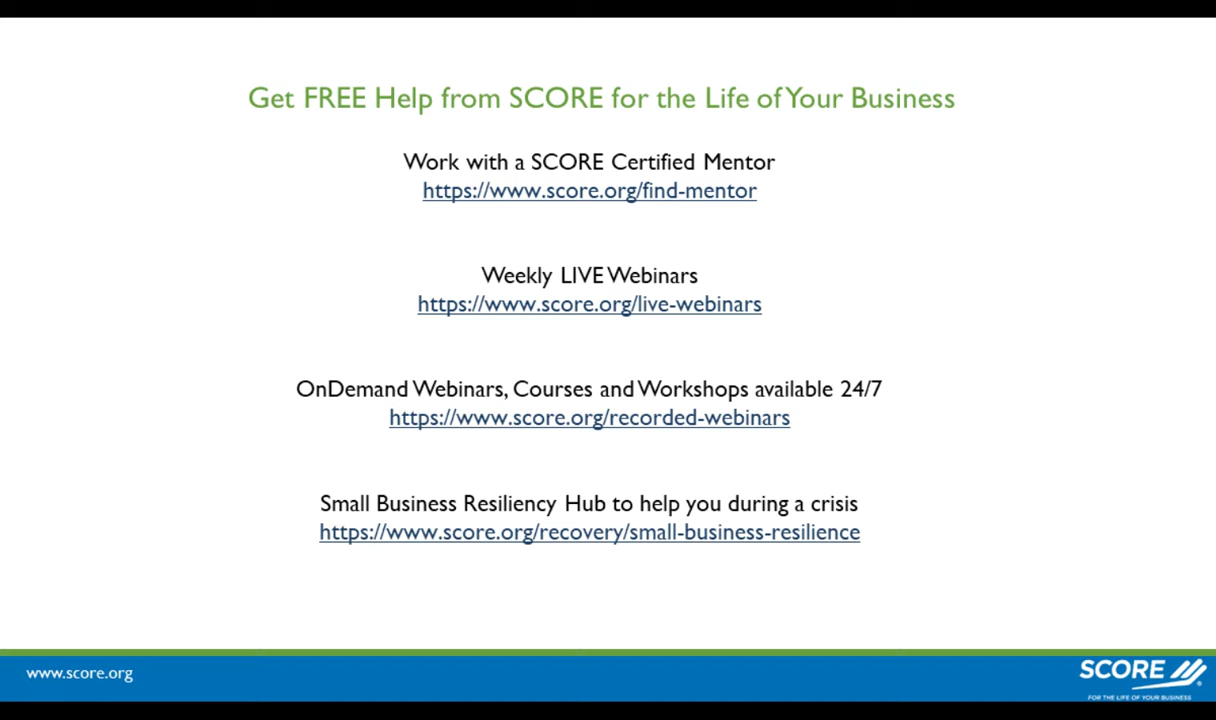 Get FREE Help from SCORE for the Life of Your Business
Work with a SCORE Certified Mentor
https://www.score.org/find-mentor
Weekly LIVE Webinars
https://www.score.org/live-webinars
OnDemand Webinars, Courses and Workshops available 24/7
https://www.score.org/recorded-webinars
Small Business Resiliency Hub to help you during a crisis
https://www.score.org/recovery/small-business-resilience
www.score.org
SCORE
FOR THE LIFE OF YOUR BUSINESS